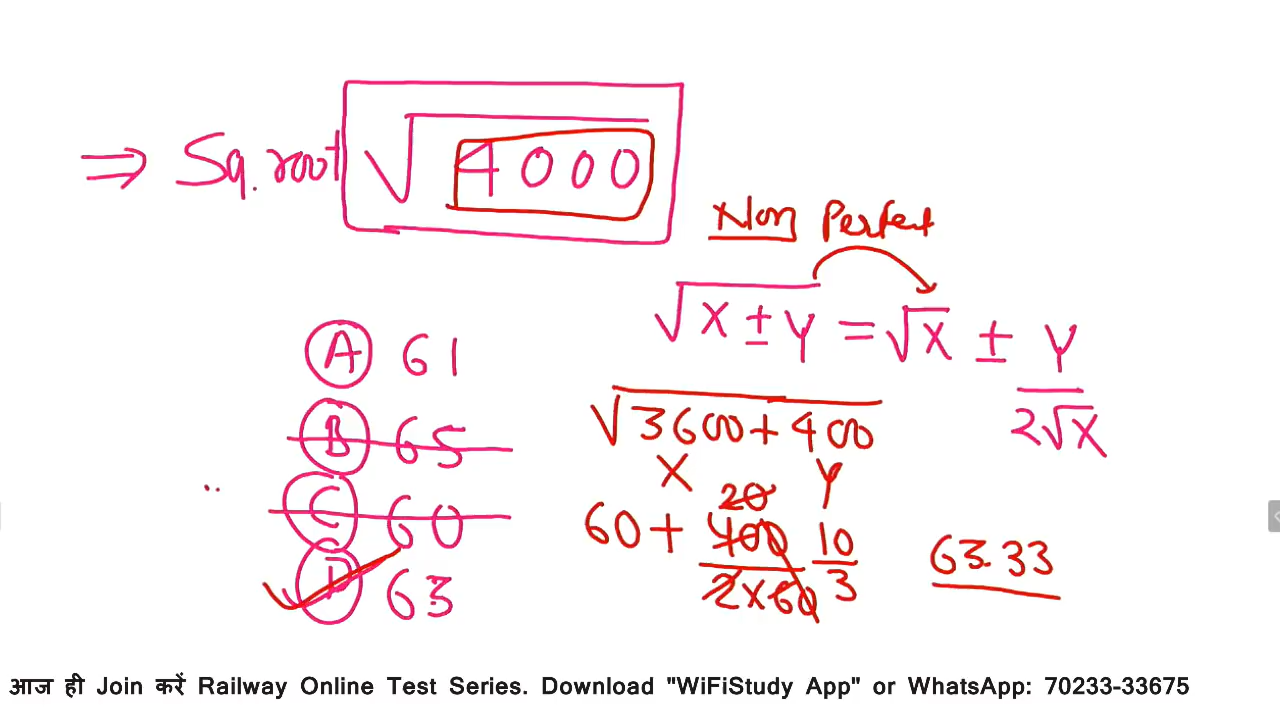 ⇒ Sq. root √4000
Non Perfect
√X ± Y = √X ± Y/2√X
A 61
B 65
C 60
D 63
√3600 + 400
X Y
20
60 + 400/2×60 10/3 63.33
आज ही Join करें Railway Online Test Series. Download "WiFiStudy App" or WhatsApp: 70233-33675